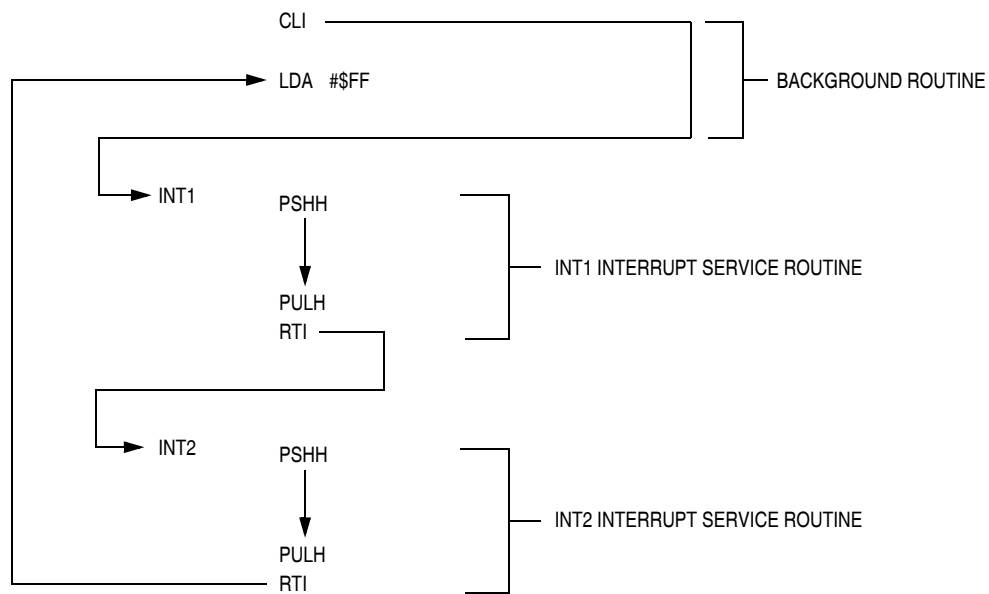 CLI
LDA #$FF
BACKGROUND ROUTINE
INT1
PSHH
INT1 INTERRUPT SERVICE ROUTINE
PULH
RTI
INT2
PSHH
INT2 INTERRUPT SERVICE ROUTINE
PULH
RTI